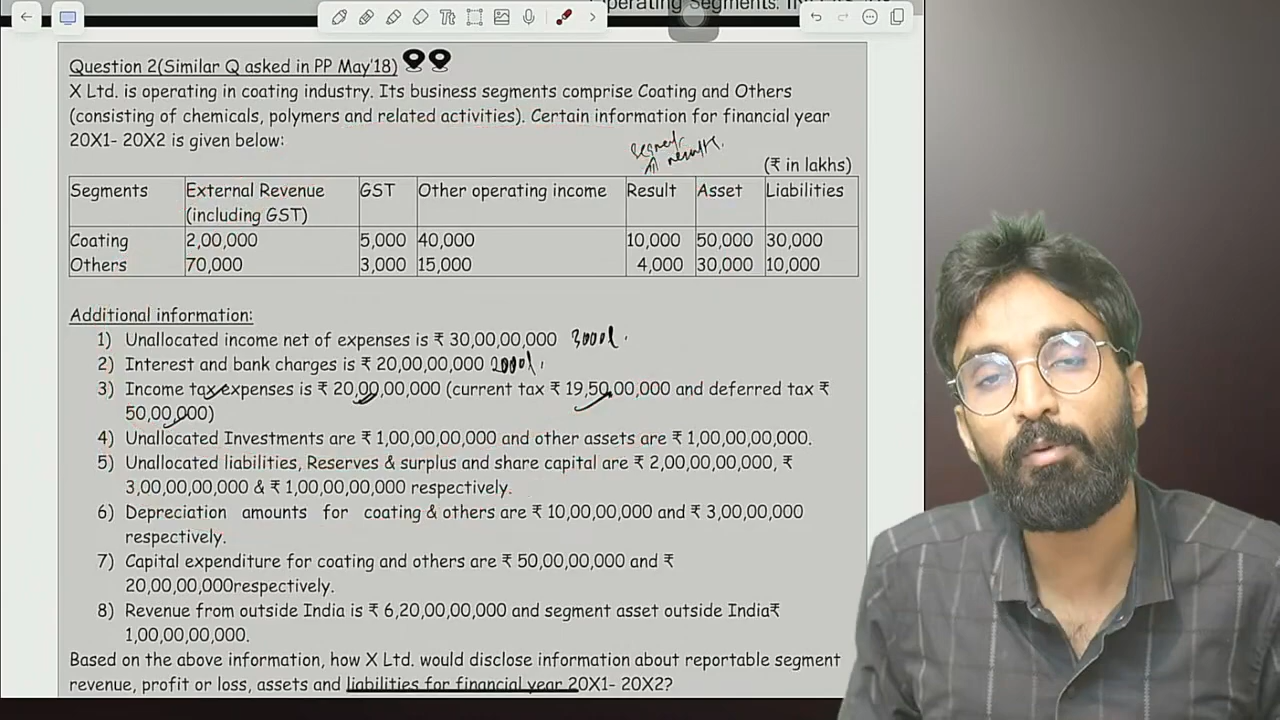 Operating Segments: IND AS 108
Question 2(Similar Q asked in PP May'18)
X Ltd. is operating in coating industry. Its business segments comprise Coating and Others
(consisting of chemicals, polymers and related activities). Certain information for financial year
20X1- 20X2 is given below:
segment results.
(₹ in lakhs)
Segments External Revenue (including GST) GST Other operating income Result Asset Liabilities
Coating 2,00,000 5,000 40,000 10,000 50,000 30,000
Others 70,000 3,000 15,000 4,000 30,000 10,000
Additional information:
1) Unallocated income net of expenses is ₹ 30,00,00,000 3000l.
2) Interest and bank charges is ₹ 20,00,00,000 2000l.
3) Income tax expenses is ₹ 20,00,00,000 (current tax ₹ 19,50,00,000 and deferred tax ₹
50,00,000)
4) Unallocated Investments are ₹ 1,00,00,00,000 and other assets are ₹ 1,00,00,00,000.
5) Unallocated liabilities, Reserves & surplus and share capital are ₹ 2,00,00,00,000, ₹
3,00,00,00,000 & ₹ 1,00,00,00,000 respectively.
6) Depreciation amounts for coating & others are ₹ 10,00,00,000 and ₹ 3,00,00,000
respectively.
7) Capital expenditure for coating and others are ₹ 50,00,00,000 and ₹
20,00,00,000respectively.
8) Revenue from outside India is ₹ 6,20,00,00,000 and segment asset outside India₹
1,00,00,00,000.
Based on the above information, how X Ltd. would disclose information about reportable segment
revenue, profit or loss, assets and liabilities for financial year 20X1- 20X2?